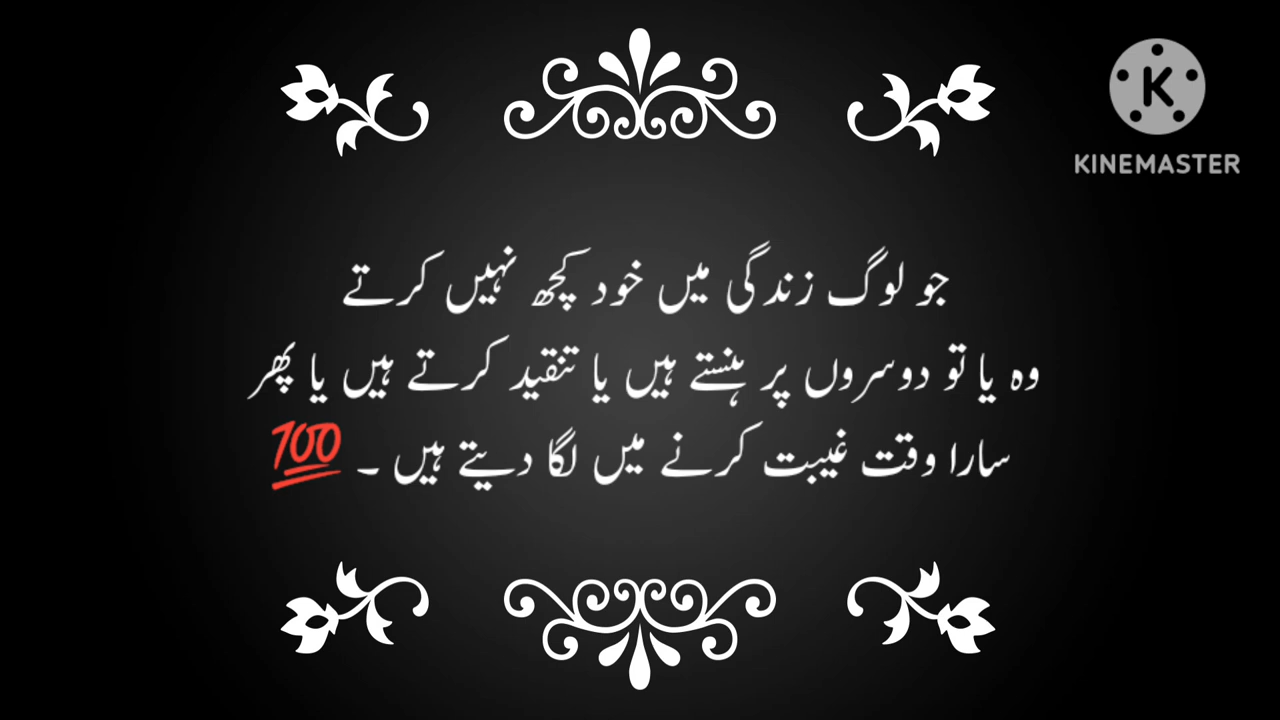 KINEMASTER
جو لوگ زندگی میں خود کچھ نہیں کرتے
وہ یا تو دوسروں پر ہنستے ہیں یا تنقید کرتے ہیں یا پھر
سارا وقت غیبت کرنے میں لگا دیتے ہیں ۔ 💯